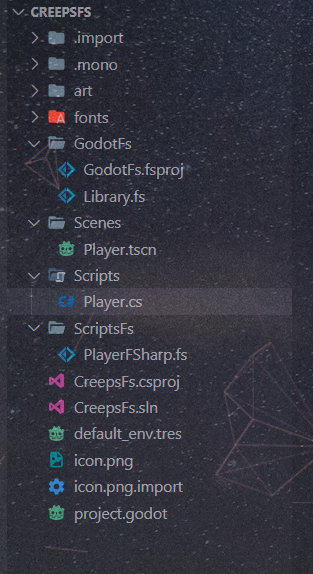 CREEPSFS
.import
.mono
art
fonts
GodotFs
GodotFs.fsproj
Library.fs
Scenes
Player.tscn
Scripts
Player.cs
ScriptsFs
PlayerFSharp.fs
CreepsFs.csproj
CreepsFs.sln
default_env.tres
icon.png
icon.png.import
project.godot